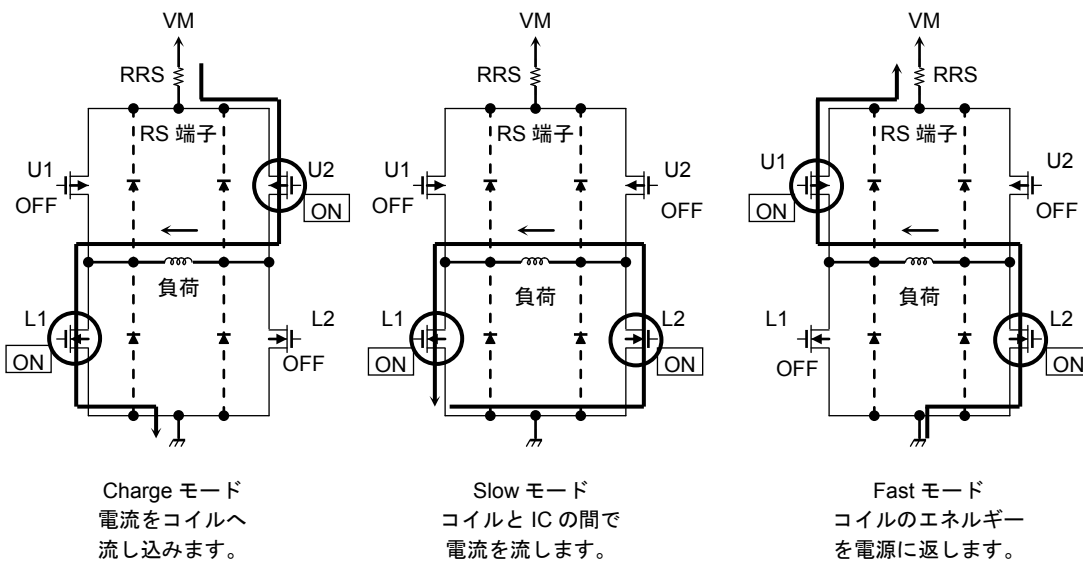 VM
RRS
RS 端子
U1
OFF
U2
ON
負荷
L1
ON
L2
OFF
Charge モード
電流をコイルへ
流し込みます。
VM
RRS
RS 端子
U1
OFF
U2
OFF
負荷
L1
ON
L2
ON
Slow モード
コイルと IC の間で
電流を流します。
VM
RRS
RS 端子
U1
ON
U2
OFF
負荷
L1
OFF
L2
ON
Fast モード
コイルのエネルギー
を電源に返します。